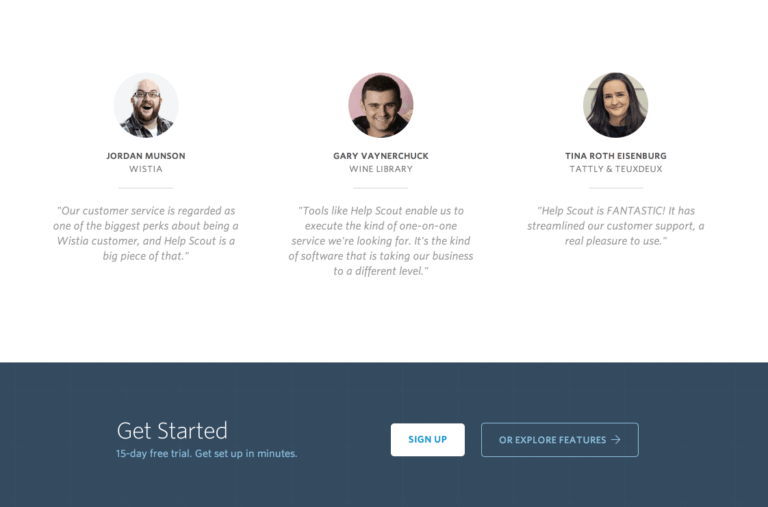 JORDAN MUNSON
WISTIA
"Our customer service is regarded as
one of the biggest perks about being a
Wistia customer, and Help Scout is a
big piece of that."
GARY VAYNERCHUCK
WINE LIBRARY
"Tools like Help Scout enable us to
execute the kind of one-on-one
service we're looking for. It's the kind
of software that is taking our business
to a different level."
TINA ROTH EISENBURG
TATTLY & TEUXDEUX
"Help Scout is FANTASTIC! It has
streamlined our customer support, a
real pleasure to use."
Get Started
15-day free trial. Get set up in minutes.
SIGN UP
OR EXPLORE FEATURES →